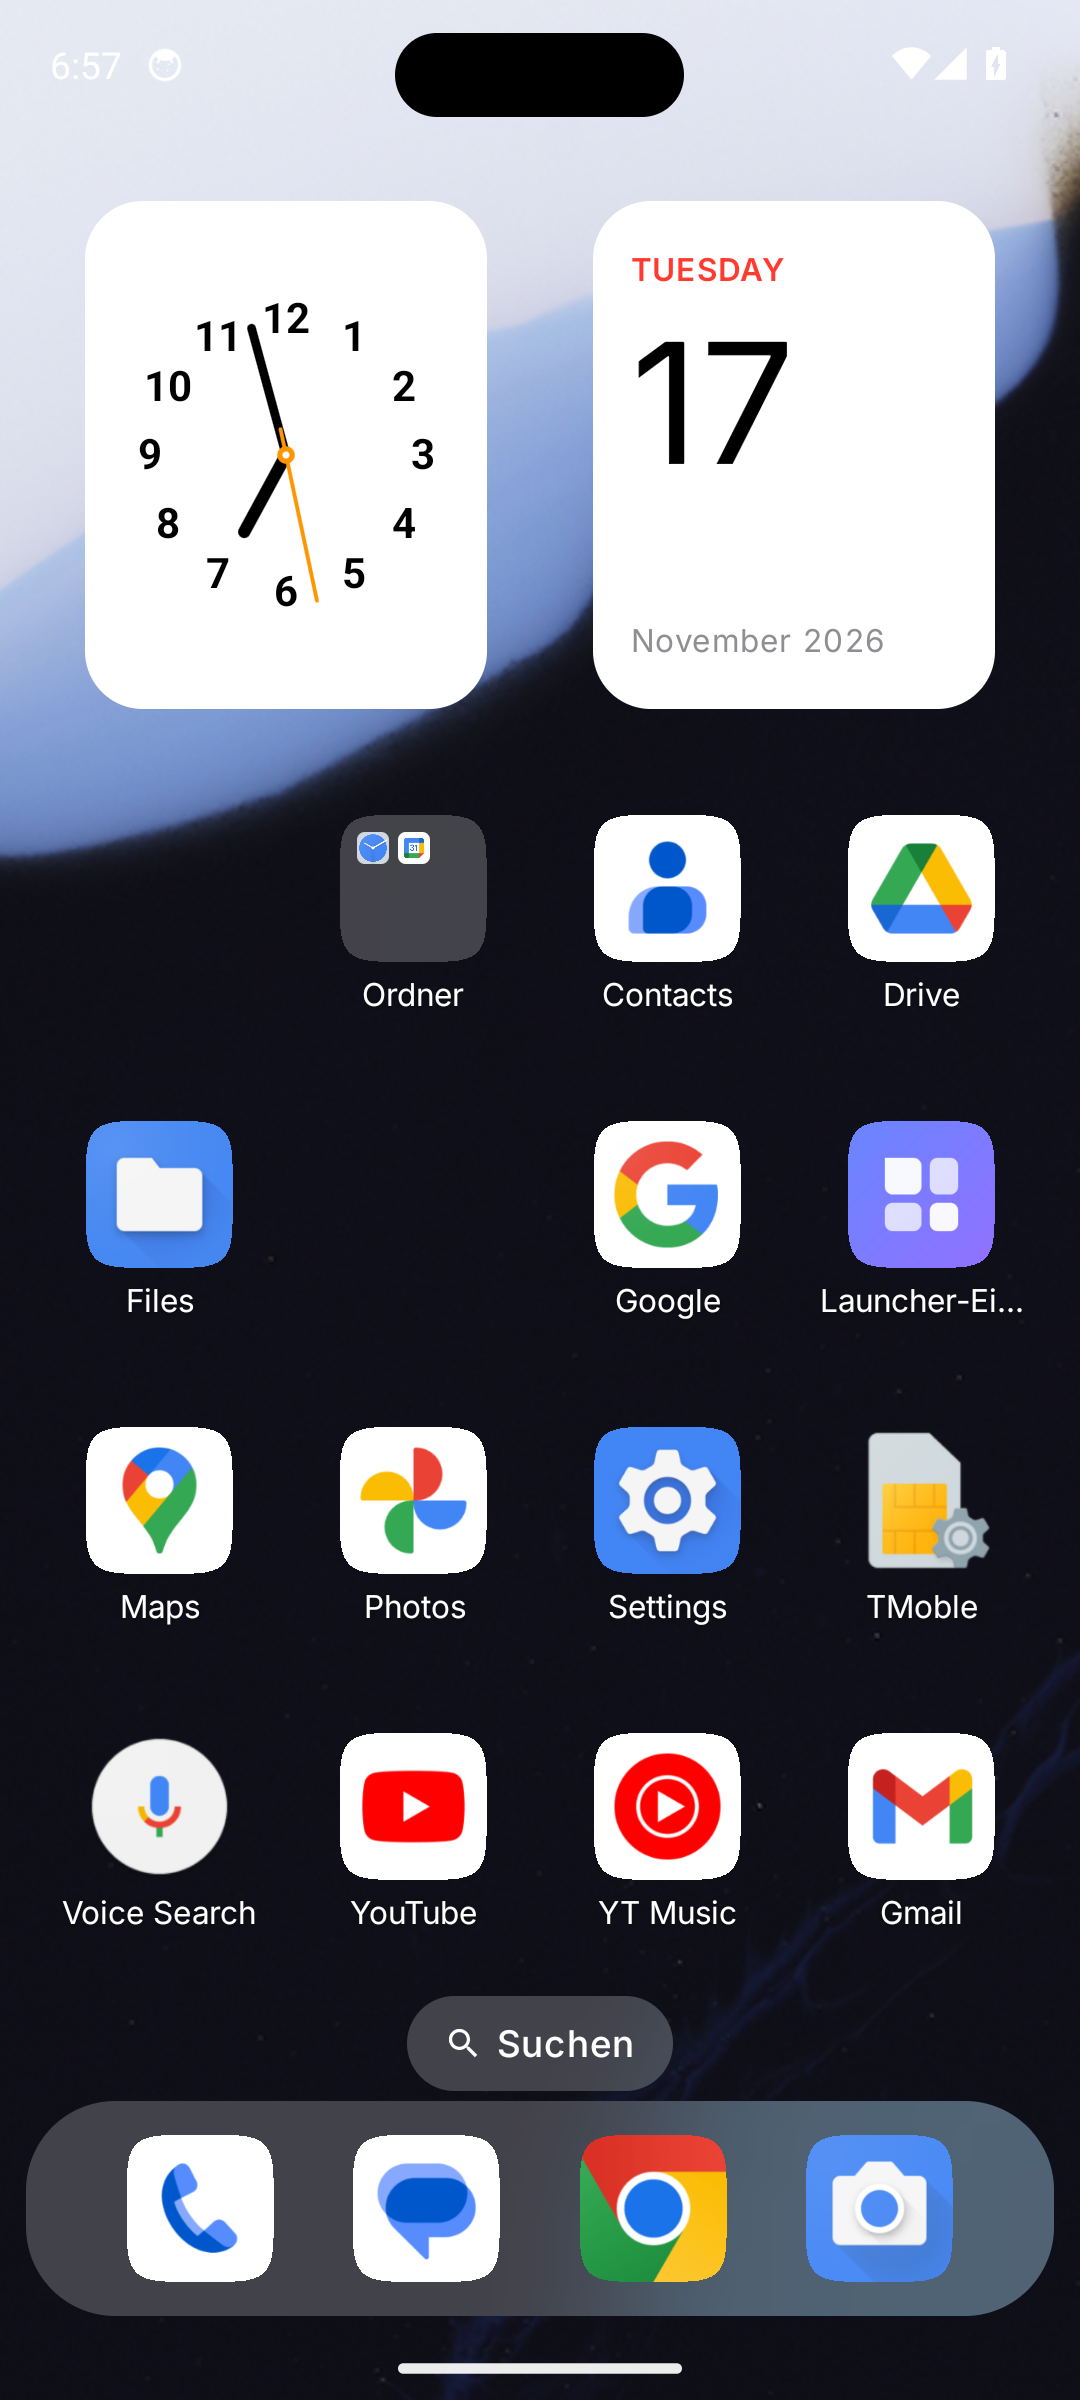 6:57
12
11
1
10
2
9
3
8
4
7
5
6
TUESDAY
17
November 2026
31
Ordner
Contacts
Drive
Files
Google
Launcher-Ei...
Maps
Photos
Settings
TMoble
Voice Search
YouTube
YT Music
Gmail
Suchen